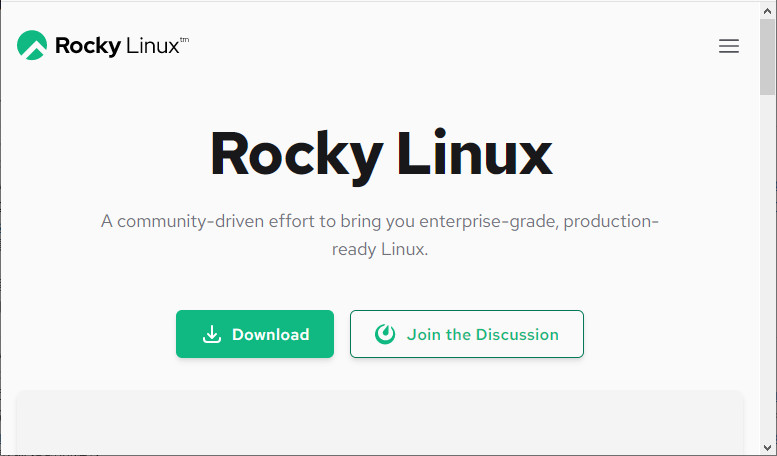 Rocky Linux™
Rocky Linux
A community-driven effort to bring you enterprise-grade, production-
ready Linux.
Download
Join the Discussion